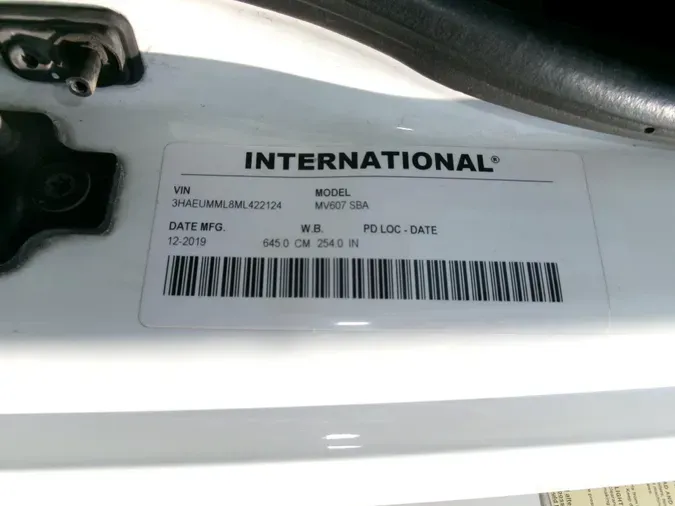 INTERNATIONAL®
VIN MODEL
3HAEUMML8ML422124 MV607 SBA
DATE MFG. W.B. PD LOC - DATE
12-2019 645.0 CM 254.0 IN